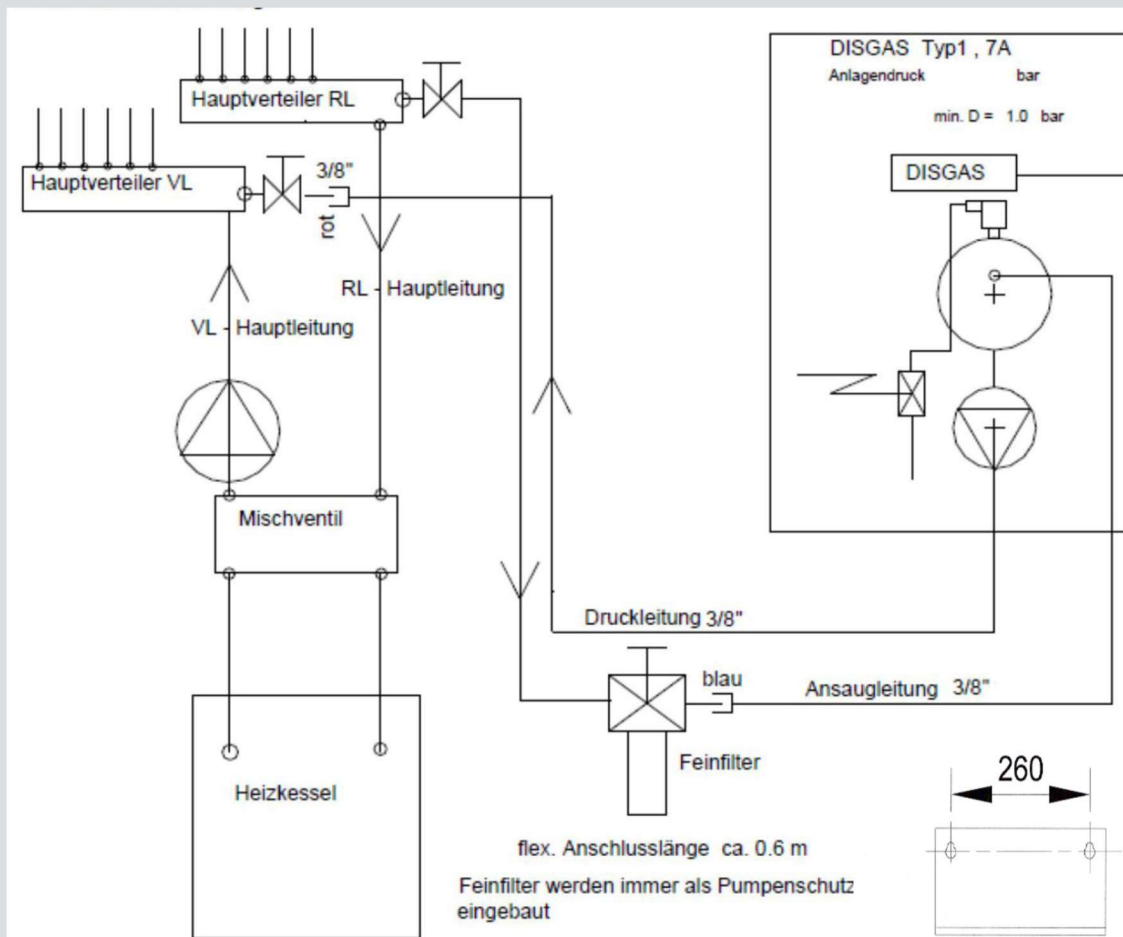 DISGAS Typ1 , 7A
Anlagendruck bar
min. D = 1.0 bar
Hauptverteiler RL
Hauptverteiler VL
3/8"
rot
DISGAS
RL - Hauptleitung
VL - Hauptleitung
Mischventil
Druckleitung 3/8"
blau
Ansaugleitung 3/8"
Feinfilter
Heizkessel
260
flex. Anschlusslänge ca. 0.6 m
Feinfilter werden immer als Pumpenschutz
eingebaut